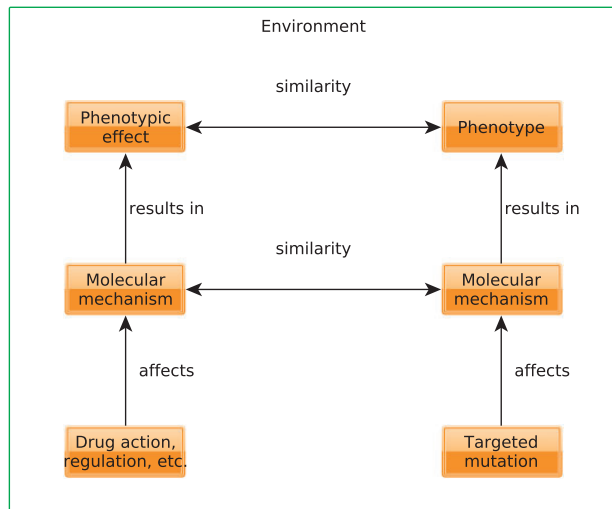 Environment
similarity
Phenotypic
effect
Phenotype
results in
results in
similarity
Molecular
mechanism
Molecular
mechanism
affects
affects
Drug action,
regulation, etc.
Targeted
mutation